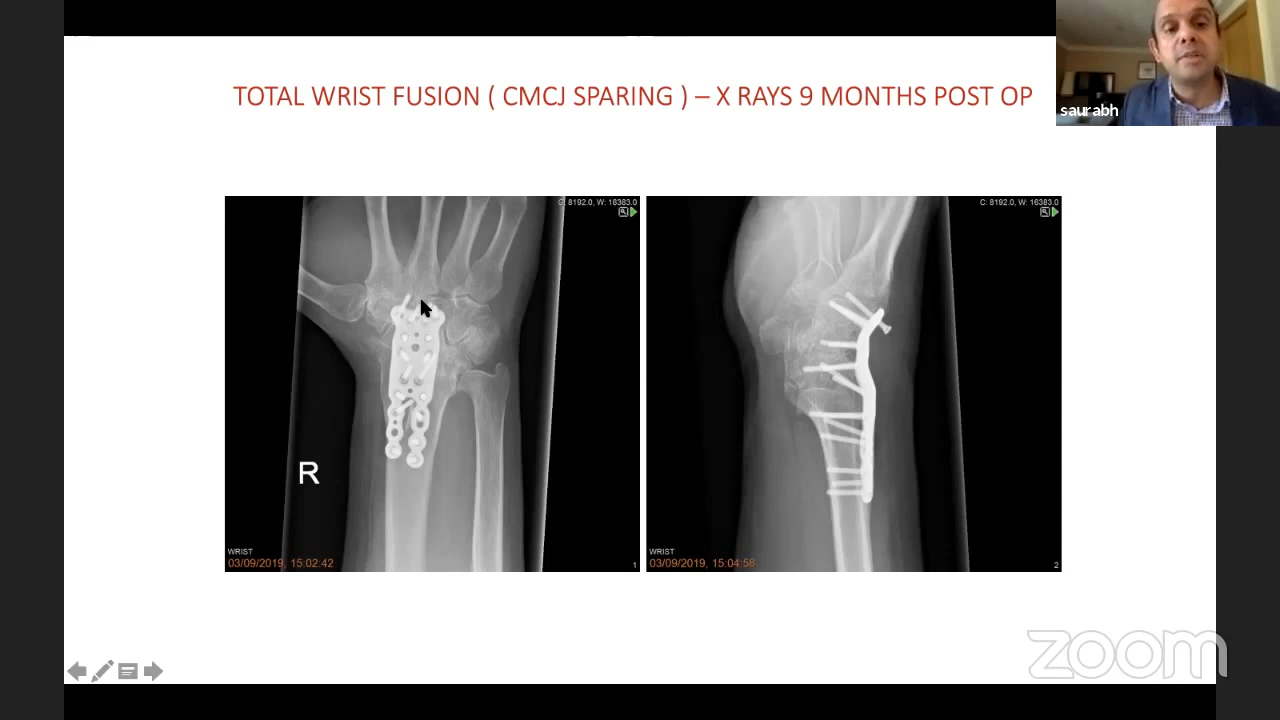 saurabh
TOTAL WRIST FUSION ( CMCJ SPARING ) – X RAYS 9 MONTHS POST OP
C: 8192.0, W: 16383.0
C: 8192.0, W: 16383.0
R
WRIST
03/09/2019, 15:02:42
1
WRIST
03/09/2019, 15:04:56
2
zoom